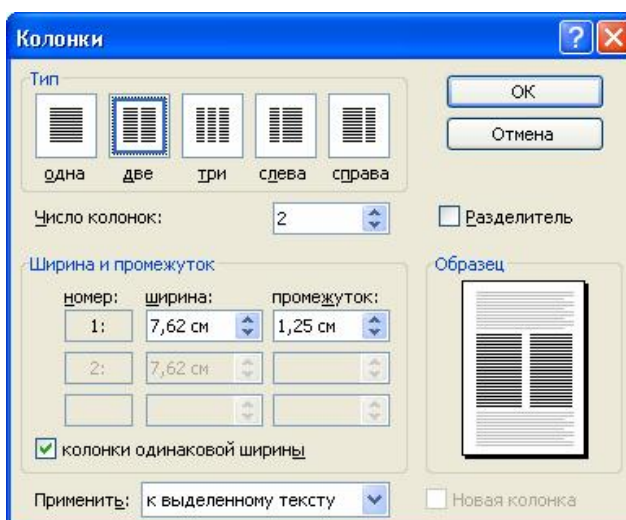 Колонки
Тип
одна две три слева справа
ОК
Отмена
Число колонок: 2
Разделитель
Ширина и промежуток
Образец
номер: ширина: промежуток:
1: 7,62 см 1,25 см
2: 7,62 см
колонки одинаковой ширины
Применить: к выделенному тексту
Новая колонка